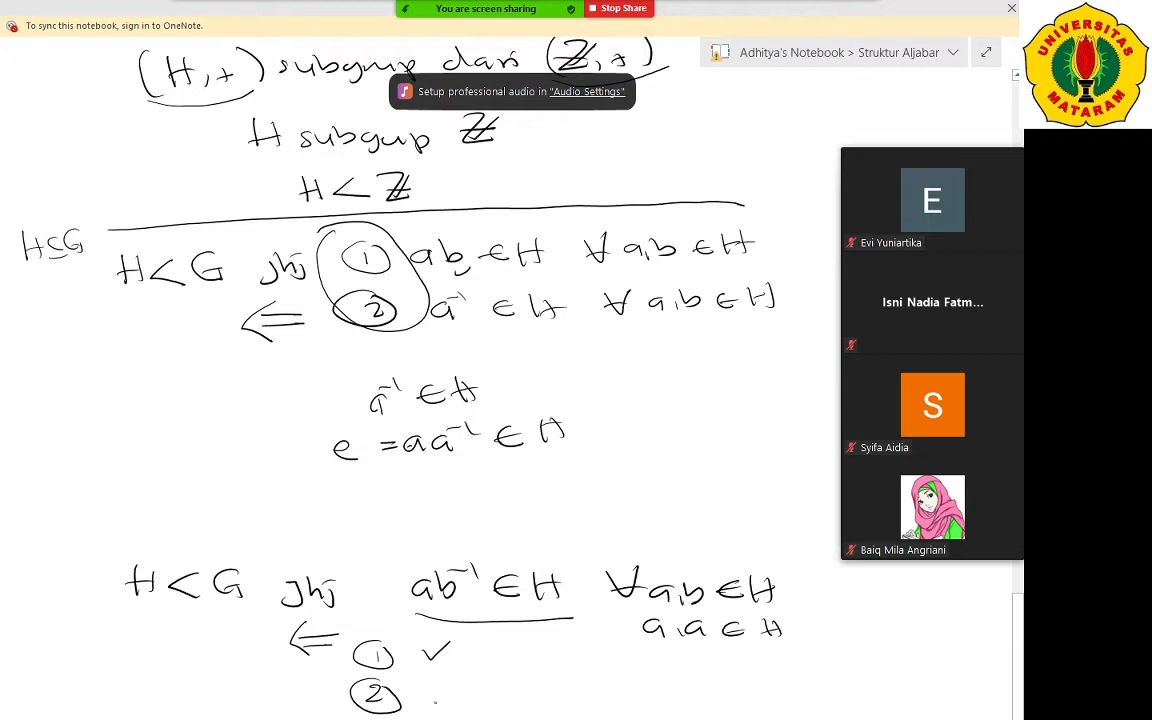 You are screen sharing
Stop Share
To sync this notebook, sign in to OneNote.
Adhitya's Notebook > Struktur Aljabar
UNIVERSITAS MATARAM
(H,+) subgrup dari (ℤ,+)
Setup professional audio in "Audio Settings"
H subgrup ℤ
H < ℤ
H ⊆ G
H < G jhj ① ab ∈ H ∀ a,b ∈ H
⇐ ② a⁻¹ ∈ H ∀ a,b ∈ H
a⁻¹ ∈ H
e = aa⁻¹ ∈ H
H < G jhj ab⁻¹ ∈ H ∀ a,b ∈ H
a,a ∈ H
⇐ ① ✓
②
E
Evi Yuniartika
Isni Nadia Fatm...
S
Syifa Aidia
Baiq Mila Angriani